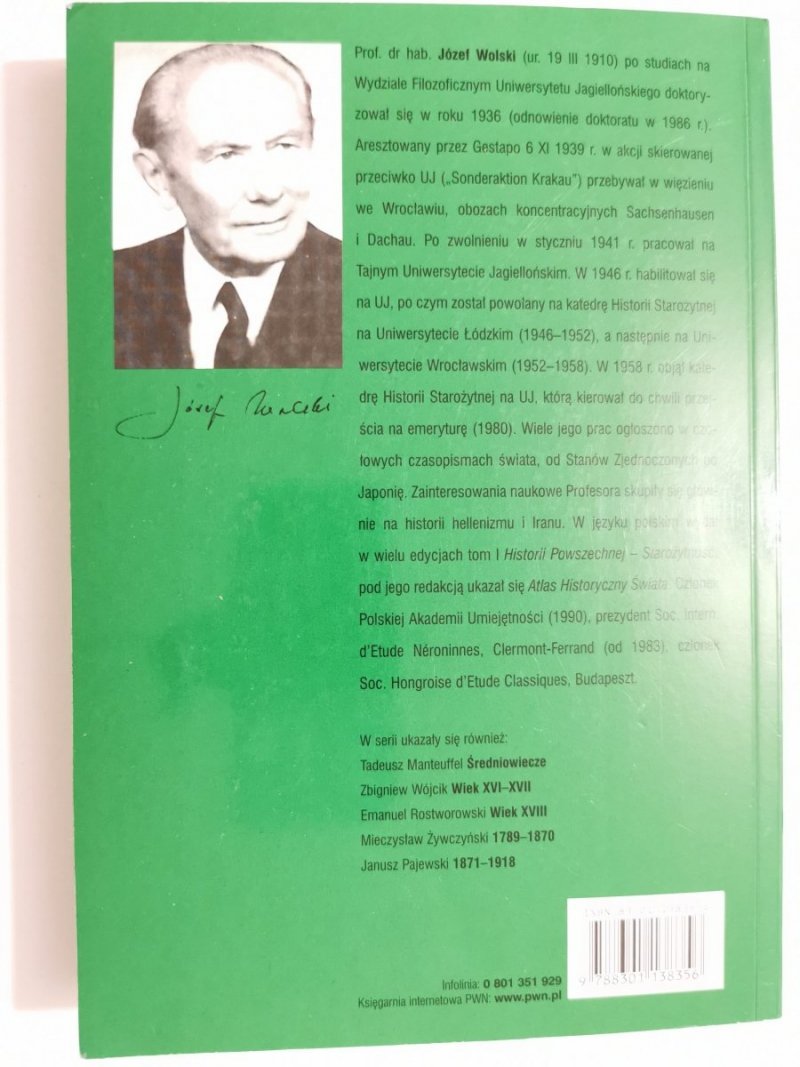 Prof. dr hab. Józef Wolski (ur. 19 III 1910) po studiach na
Wydziale Filozoficznym Uniwersytetu Jagiellońskiego doktory-
zował się w roku 1936 (odnowienie doktoratu w 1986 r.).
Aresztowany przez Gestapo 6 XI 1939 r. w akcji skierowanej
przeciwko UJ („Sonderaktion Krakau”) przebywał w więzieniu
we Wrocławiu, obozach koncentracyjnych Sachsenhausen
i Dachau. Po zwolnieniu w styczniu 1941 r. pracował na
Tajnym Uniwersytecie Jagiellońskim. W 1946 r. habilitował się
na UJ, po czym został powołany na katedrę Historii Starożytnej
na Uniwersytecie Łódzkim (1946–1952), a następnie na Uni-
wersytecie Wrocławskim (1952–1958). W 1958 r. objął kate-
drę Historii Starożytnej na UJ, którą kierował do chwili przej-
ścia na emeryturę (1980). Wiele jego prac ogłoszono w czo-
łowych czasopismach świata, od Stanów Zjednoczonych po
Japonię. Zainteresowania naukowe Profesora skupiły się głów-
nie na historii hellenizmu i Iranu. W języku polskim wydał
w wielu edycjach tom I Historii Powszechnej – Starożytność,
pod jego redakcją ukazał się Atlas Historyczny Świata. Członek
Polskiej Akademii Umiejętności (1990), prezydent Soc. Intern.
d'Etude Néroninnes, Clermont-Ferrand (od 1983), członek
Soc. Hongroise d'Etude Classiques, Budapeszt.
Józef Wolski
W serii ukazały się również:
Tadeusz Manteuffel Średniowiecze
Zbigniew Wójcik Wiek XVI–XVII
Emanuel Rostworowski Wiek XVIII
Mieczysław Żywczyński 1789–1870
Janusz Pajewski 1871–1918
Infolinia: 0 801 351 929
Księgarnia internetowa PWN: www.pwn.pl
ISBN
9 788301 138356